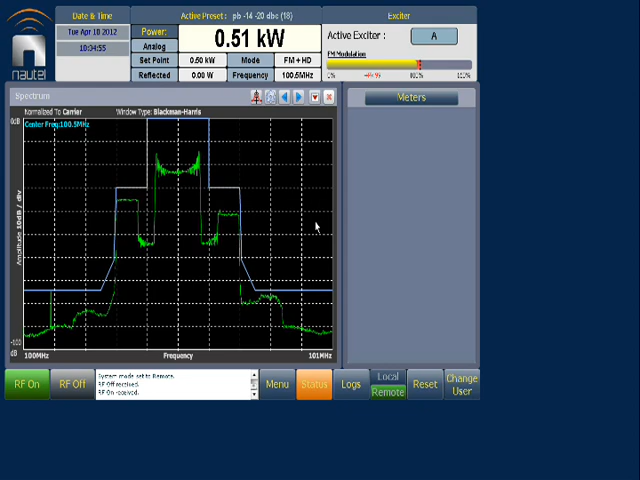 Date & Time
Tue Apr 10 2012
10:34:55
nautel
Active Preset: pb -14 -20 dbc (18)
Power:
Analog
0.51 kW
Set Point
0.50 kW
Mode
FM + HD
Reflected
0.00 W
Frequency
100.5MHz
Exciter
Active Exciter :
A
FM Modulation
0%
100%
Spectrum
Normalized To Carrier
Window Type: Blackman-Harris
0dB
Center Freq:100.5MHz
Amplitude 10dB / div
-100
dB
100MHz
Frequency
101MHz
Meters
RF On
RF Off
System mode set to Remote.
RF Off received.
RF On received.
Menu
Status
Logs
Local
Remote
Reset
Change
User